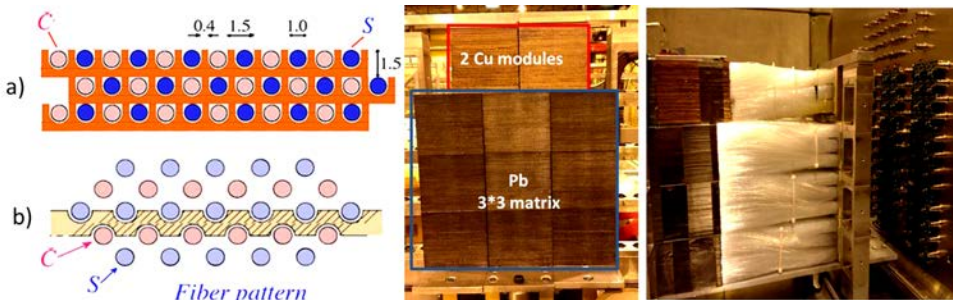 C
0.4
1.5
1.0
S
1.5
a)
b)
C
S
Fiber pattern
2 Cu modules
Pb
3*3 matrix